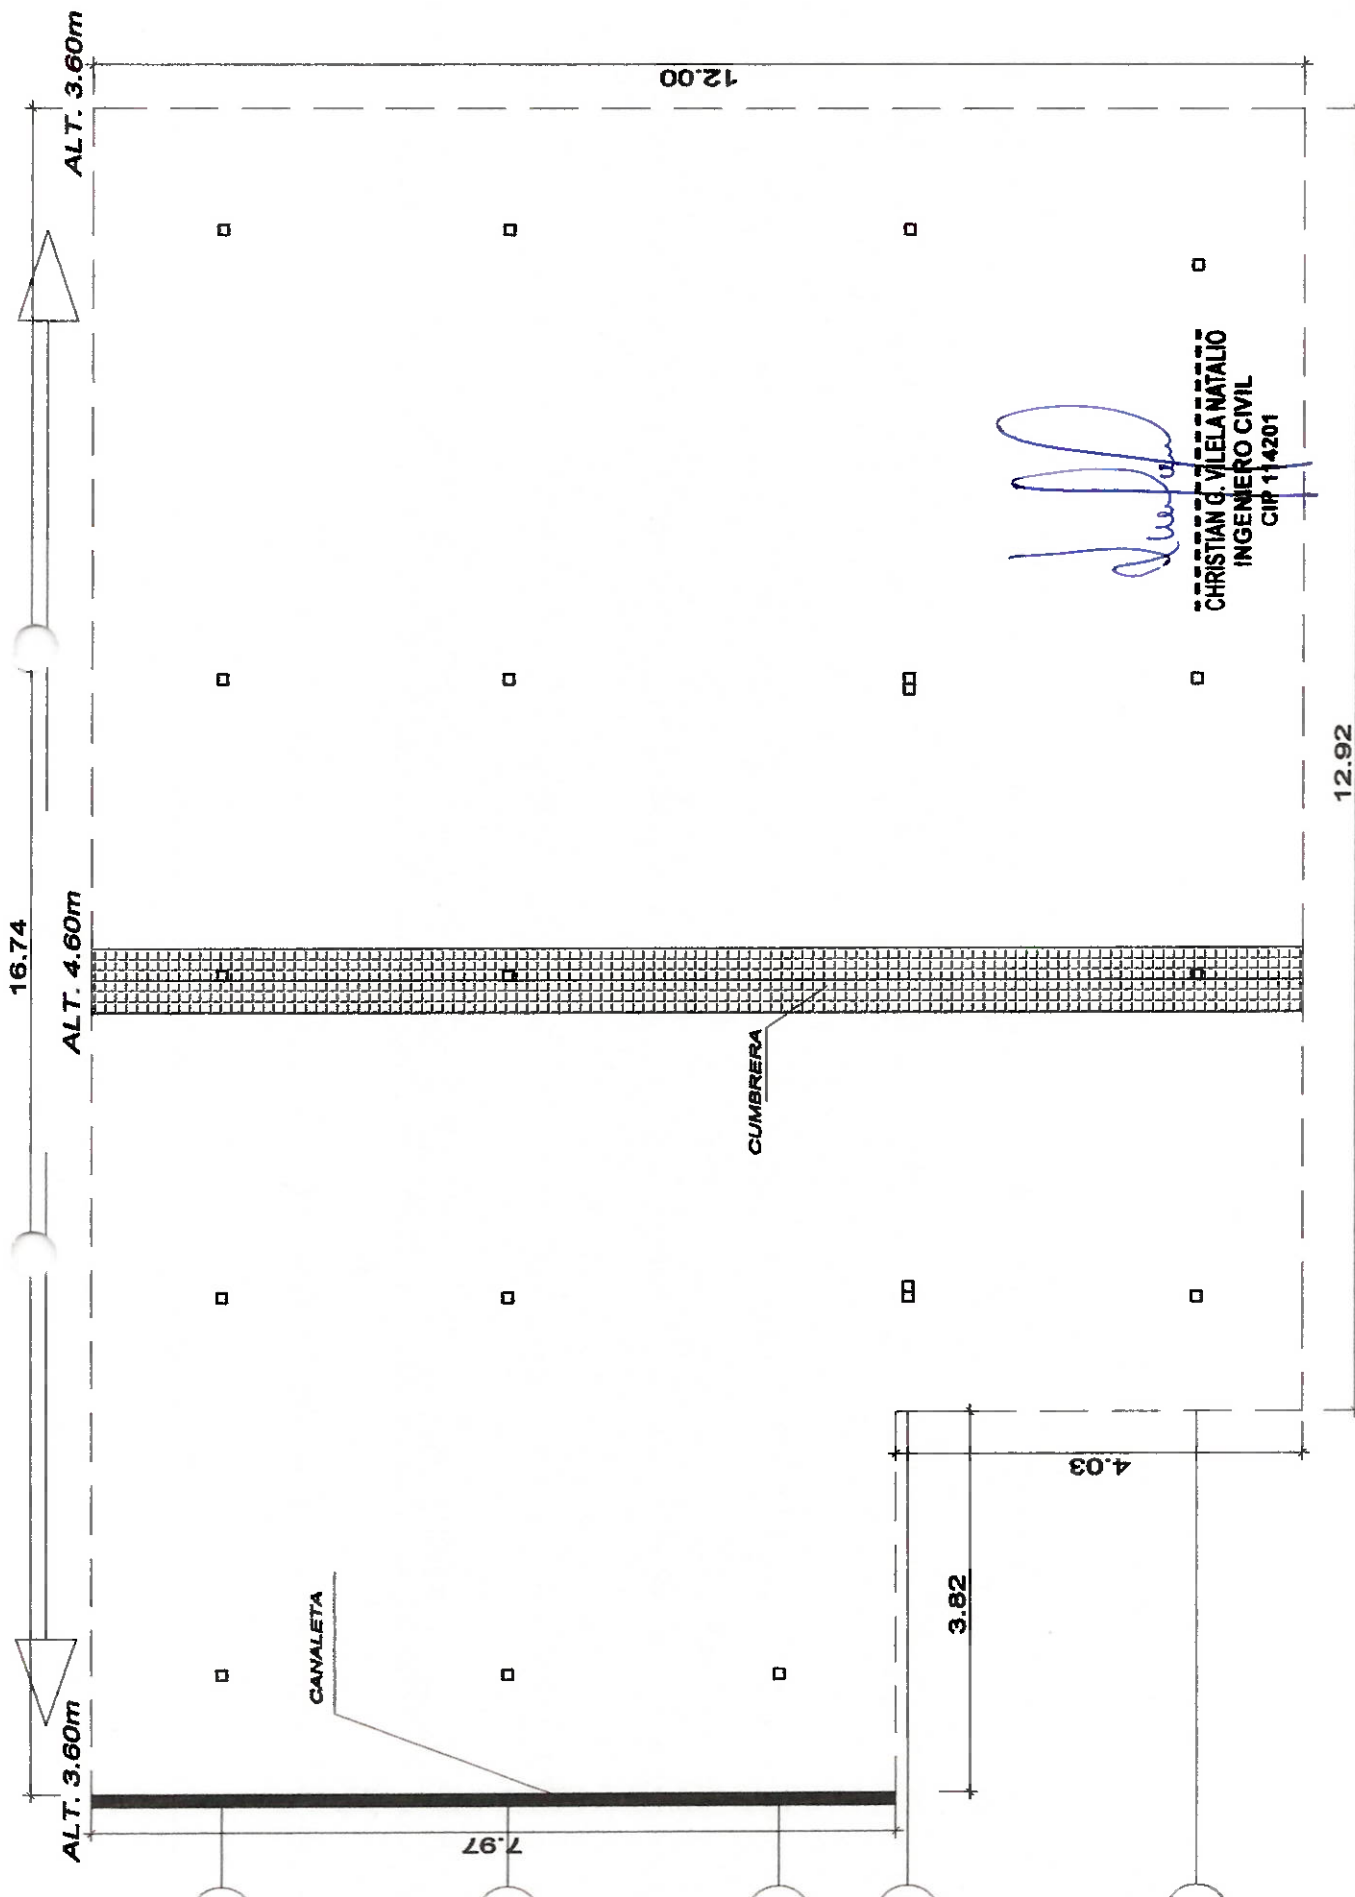 16.74
ALT. 3.60m
ALT. 4.60m
ALT. 3.60m
12.00
CUMBRERA
CANALETA
7.97
3.82
4.03
12.92
CHRISTIAN G. VILELA NATALIO
INGENIERO CIVIL
CIP 114201